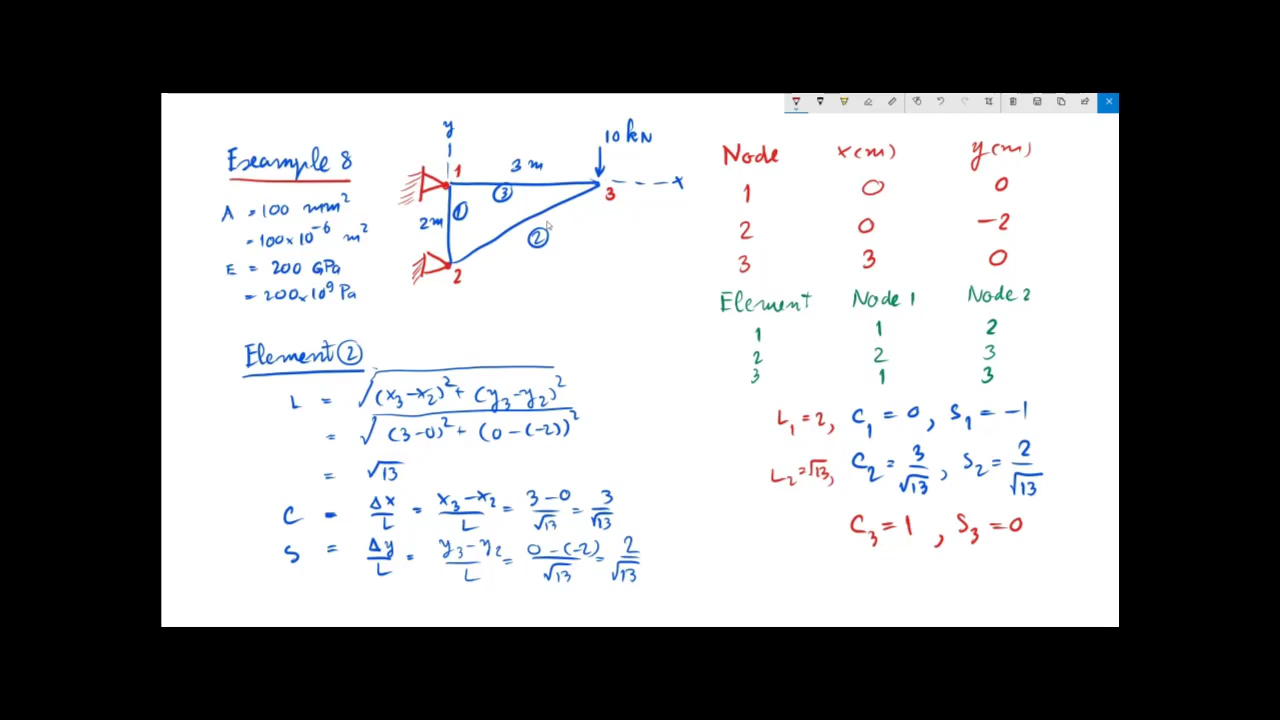 Example 8
A = 100 mm²
= 100×10⁻⁶ m²
E = 200 GPa
= 200×10⁹ Pa
y
10 kN
1
3 m
x
③
3
①
2m
②
2
Element ②
L = √((x₃−x₂)² + (y₃−y₂)²)
= √((3−0)² + (0−(−2))²)
= √13
C = Δx/L = (x₃−x₂)/L = (3−0)/√13 = 3/√13
S = Δy/L = (y₃−y₂)/L = (0−(−2))/√13 = 2/√13
Node x(m) y(m)
1 0 0
2 0 −2
3 3 0
Element Node 1 Node 2
1 1 2
2 2 3
3 1 3
L₁=2, C₁ = 0, S₁ = −1
L₂=√13, C₂ = 3/√13, S₂ = 2/√13
C₃ = 1, S₃ = 0